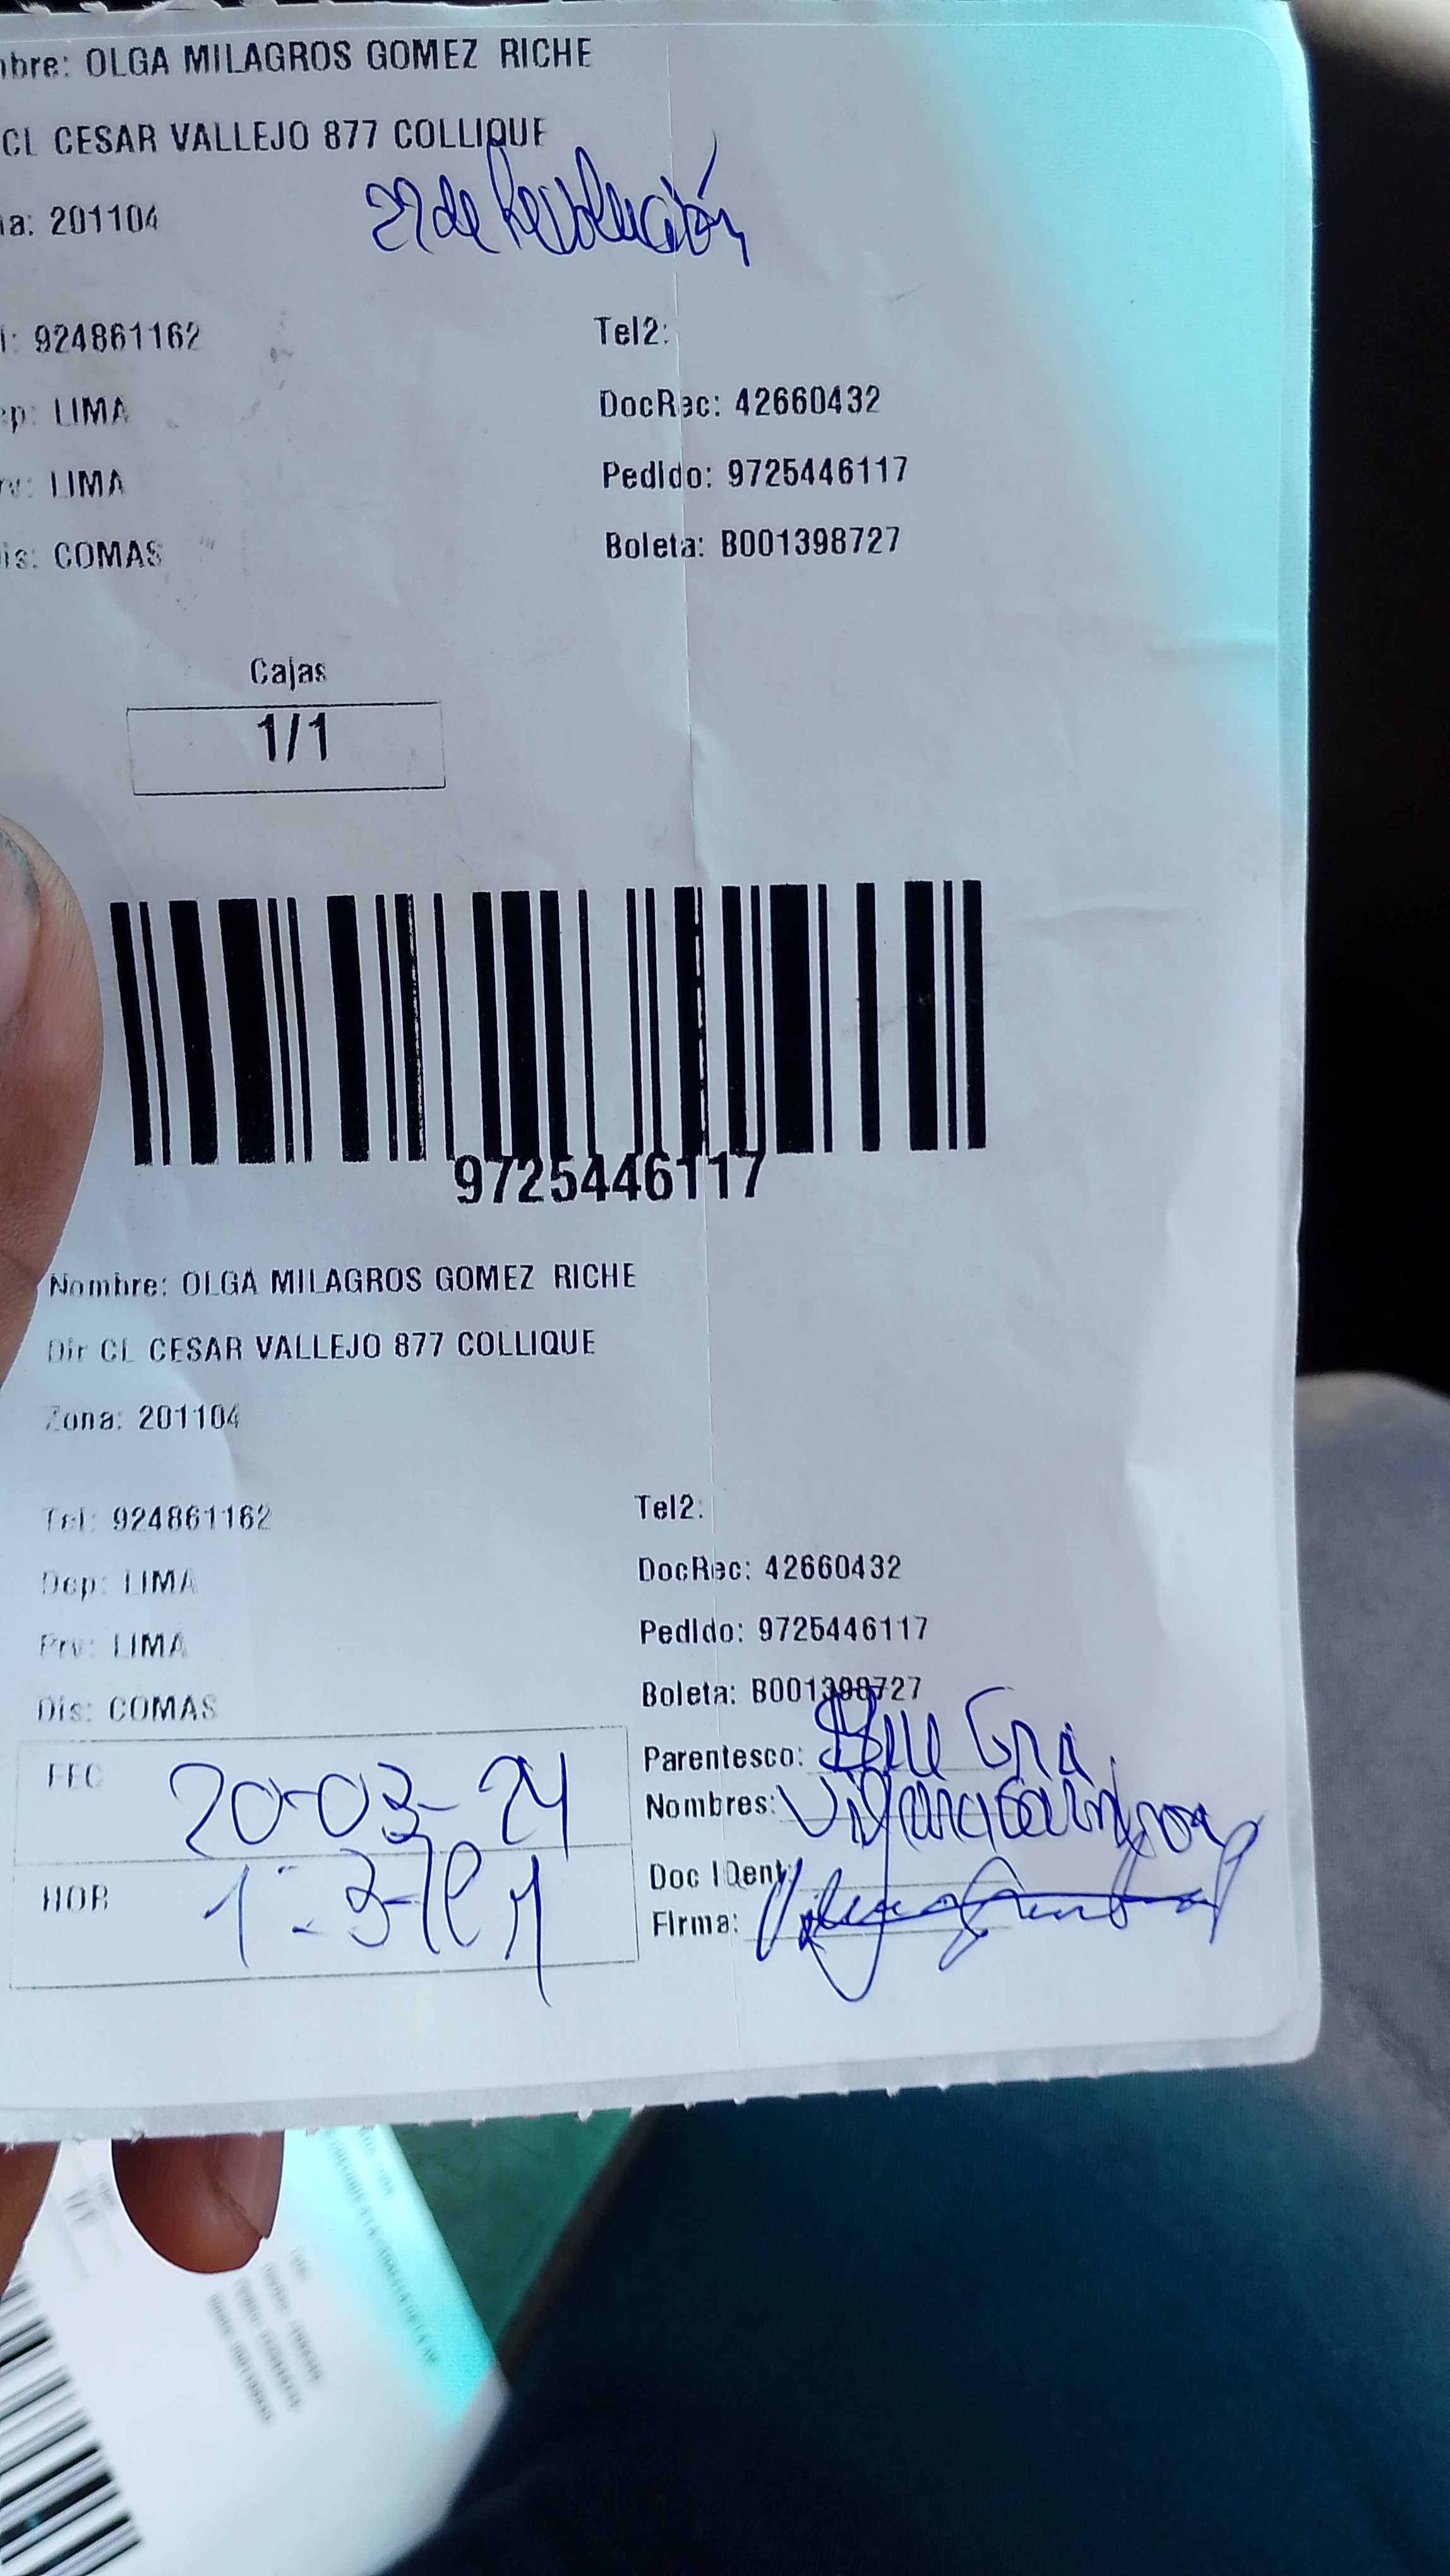 bre: OLGA MILAGROS GOMEZ RICHE
CL CESAR VALLEJO 877 COLLIQUE
a: 201104
de Revolución
: 924861162
Tel2:
p: LIMA
DocRec: 42660432
v: LIMA
Pedido: 9725446117
is: COMAS
Boleta: B001398727
Cajas
1/1
9725446117
Nombre: OLGA MILAGROS GOMEZ RICHE
Dir CL CESAR VALLEJO 877 COLLIQUE
Zona: 201104
Tel: 924861162
Tel2:
Dep: LIMA
DocRec: 42660432
Prv: LIMA
Pedido: 9725446117
Dis: COMAS
Boleta: B001398727
Parentesco:
FEC 20-03-24
Nombres:
HOR
Doc IDent:
Firma: